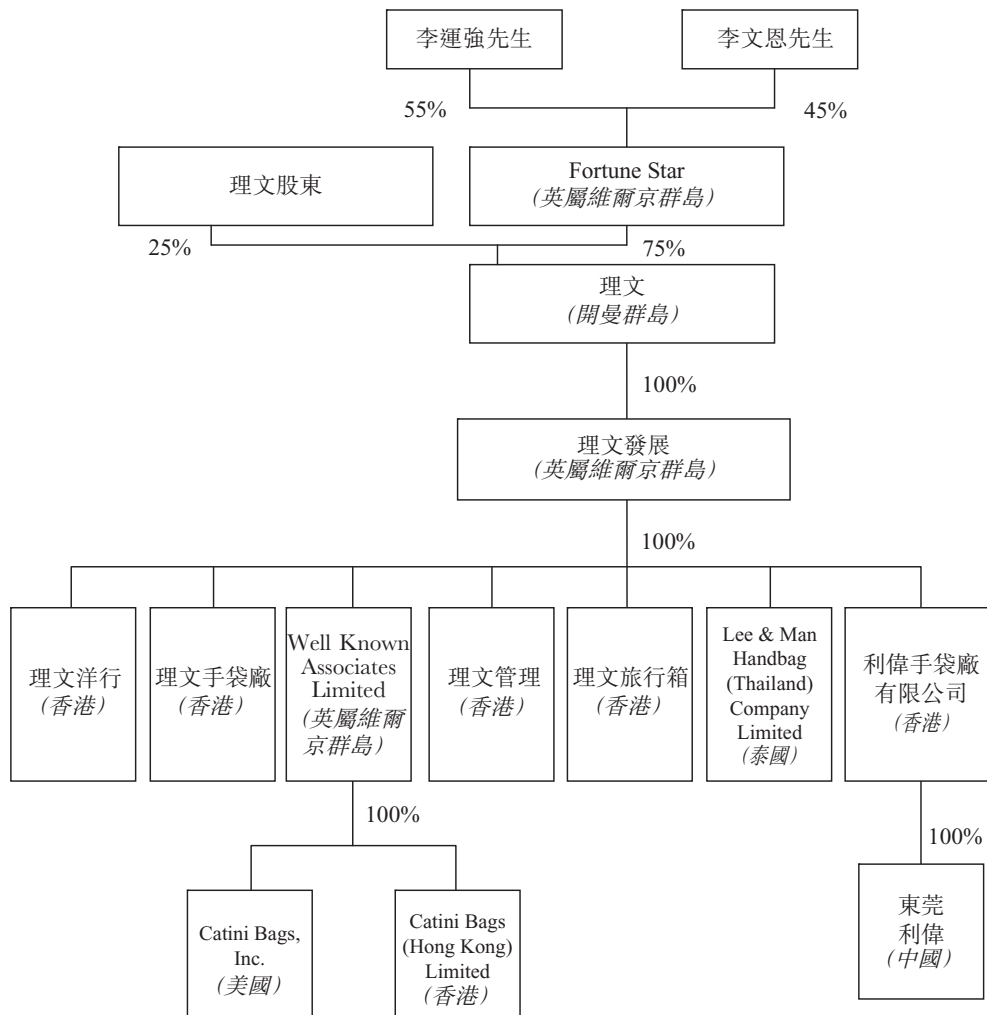 李運強先生
李文恩先生
55%
45%
理文股東
Fortune Star
(英屬維爾京群島)
25%
75%
理文
(開曼群島)
100%
理文發展
(英屬維爾京群島)
100%
理文洋行
(香港)
理文手袋廠
(香港)
Well Known
Associates
Limited
(英屬維爾
京群島)
理文管理
(香港)
理文旅行箱
(香港)
Lee & Man
Handbag
(Thailand)
Company
Limited
(泰國)
利偉手袋廠
有限公司
(香港)
100%
100%
Catini Bags,
Inc.
(美國)
Catini Bags
(Hong Kong)
Limited
(香港)
東莞
利偉
(中國)